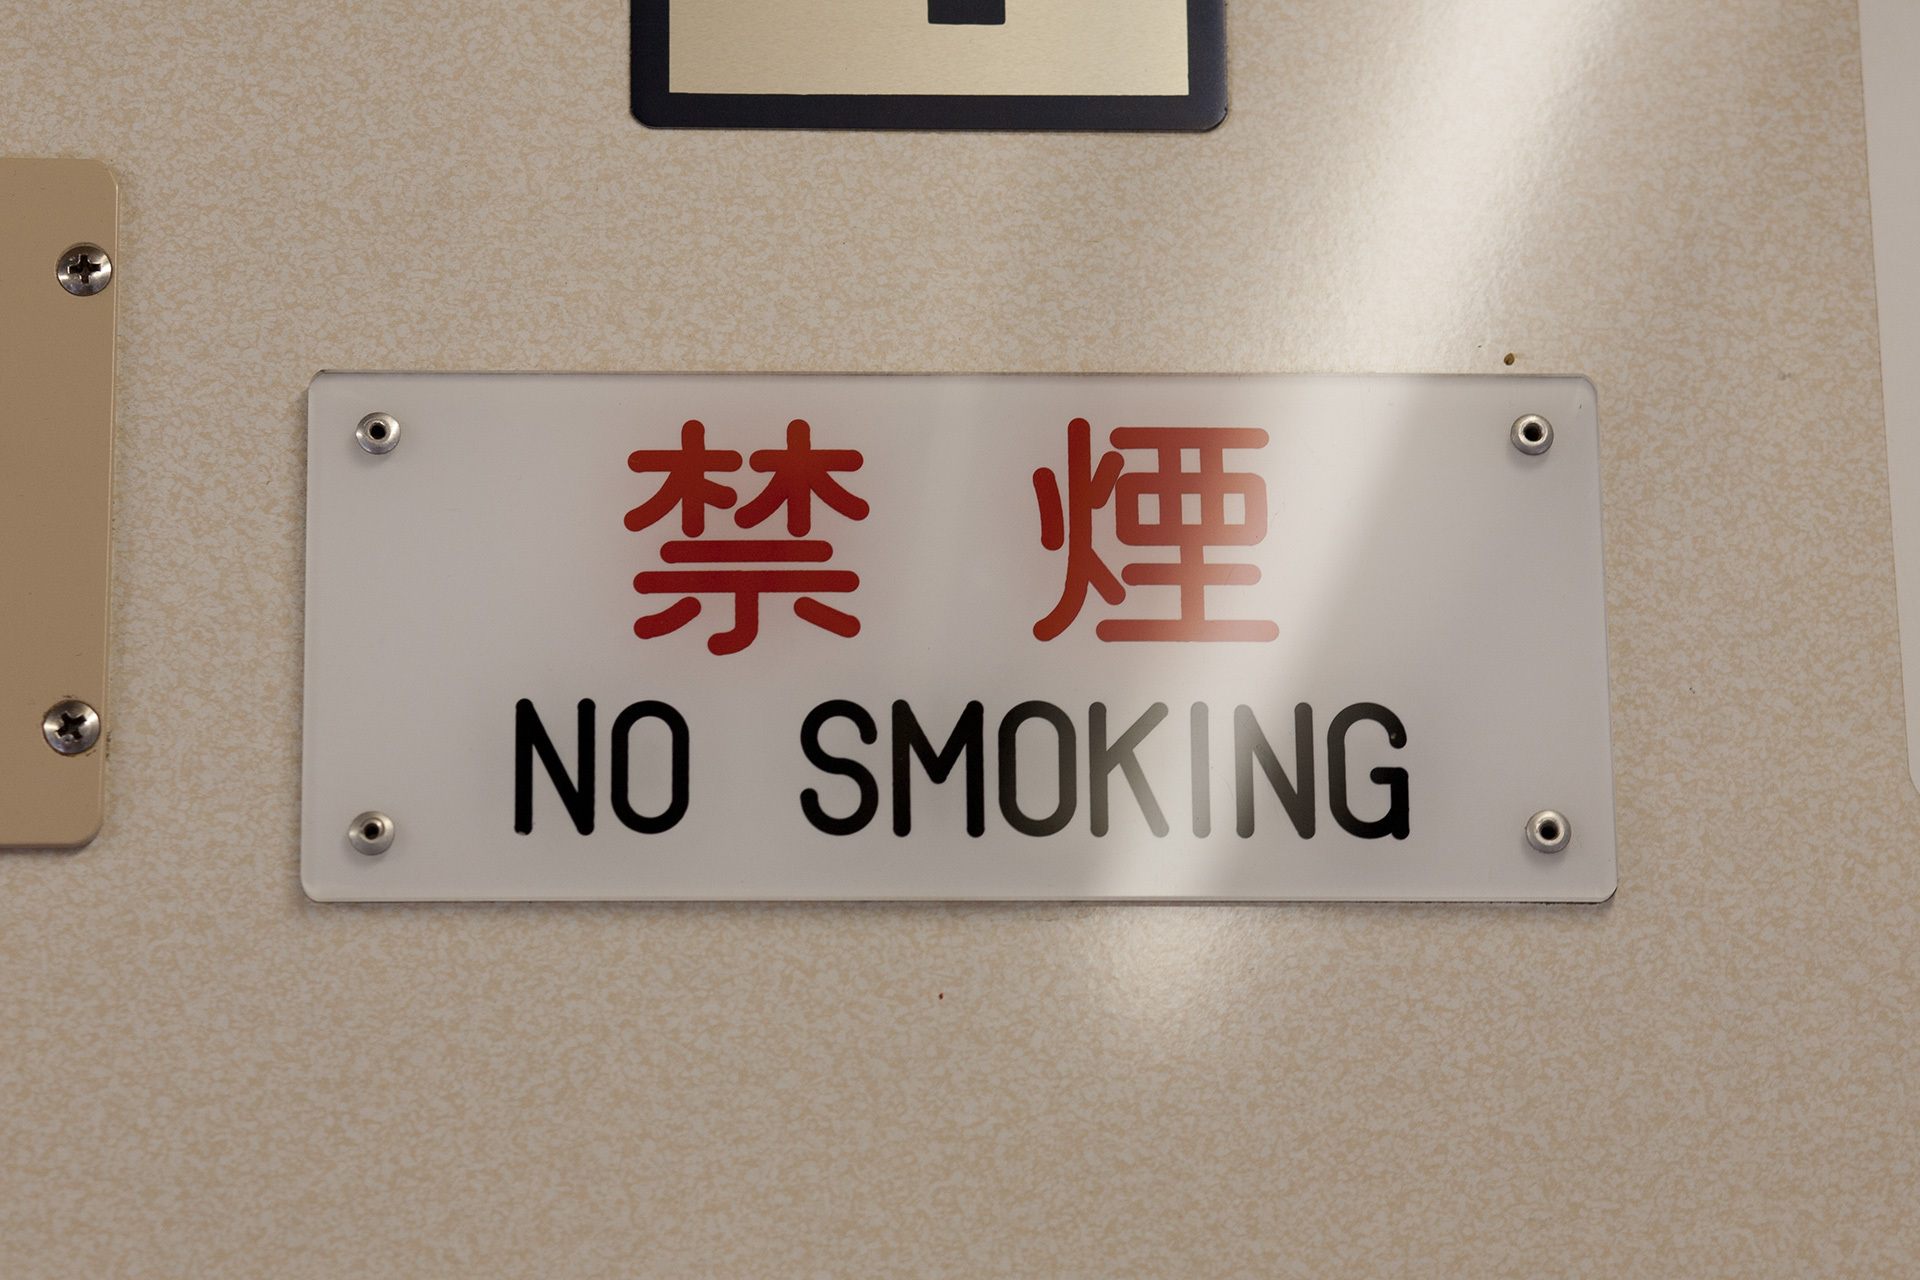 禁 煙
NO SMOKING